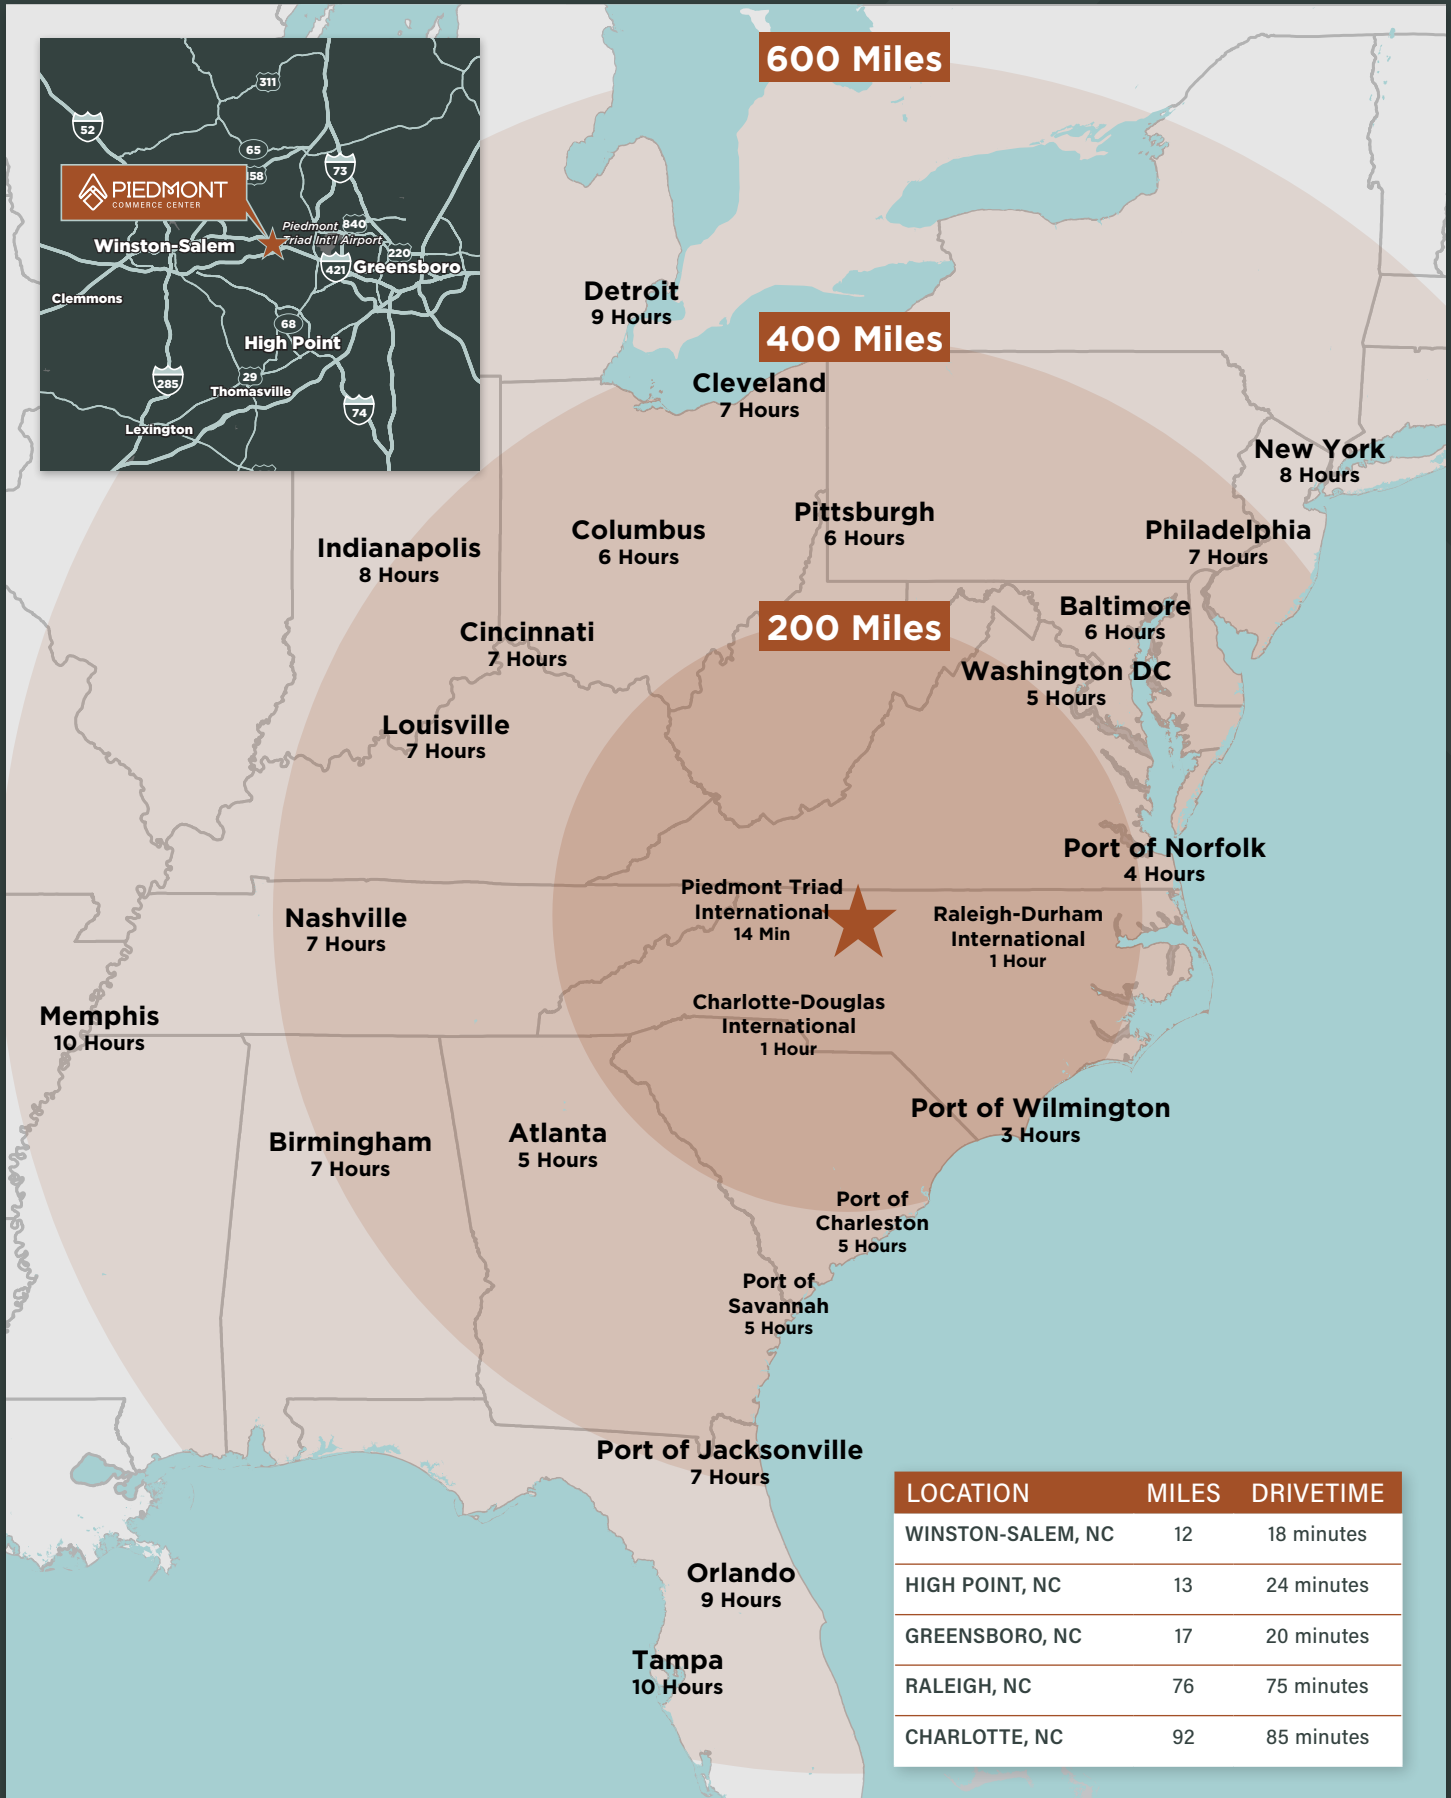 311
52
65
158
73
PIEDMONT
COMMERCE CENTER
Piedmont
Triad Int'l Airport
840
Winston-Salem
220
421
Greensboro
Clemmons
68
High Point
285
29
Thomasville
74
Lexington
600 Miles
Detroit
9 Hours
400 Miles
Cleveland
7 Hours
New York
8 Hours
Pittsburgh
6 Hours
Columbus
6 Hours
Philadelphia
7 Hours
Indianapolis
8 Hours
Baltimore
6 Hours
200 Miles
Cincinnati
7 Hours
Washington DC
5 Hours
Louisville
7 Hours
Port of Norfolk
4 Hours
Piedmont Triad
International
14 Min
Raleigh-Durham
International
1 Hour
Nashville
7 Hours
Charlotte-Douglas
International
1 Hour
Memphis
10 Hours
Port of Wilmington
3 Hours
Atlanta
5 Hours
Birmingham
7 Hours
Port of
Charleston
5 Hours
Port of
Savannah
5 Hours
Port of Jacksonville
7 Hours
Orlando
9 Hours
Tampa
10 Hours
LOCATION MILES DRIVETIME
WINSTON-SALEM, NC 12 18 minutes
HIGH POINT, NC 13 24 minutes
GREENSBORO, NC 17 20 minutes
RALEIGH, NC 76 75 minutes
CHARLOTTE, NC 92 85 minutes